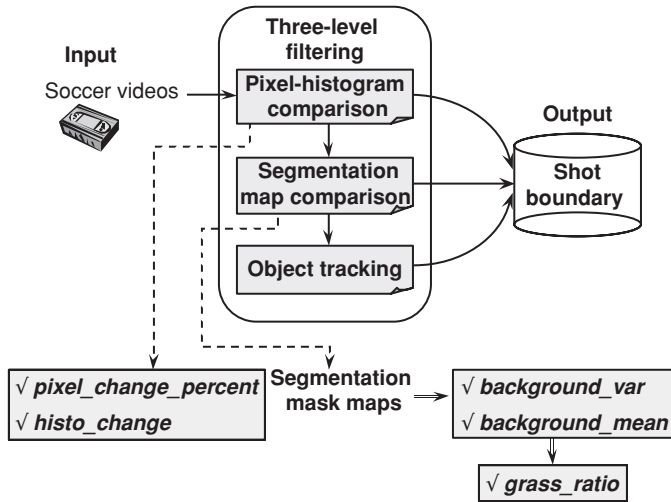 Three-level
filtering
Input
Soccer videos
Pixel-histogram
comparison
Output
Segmentation
map comparison
Shot
boundary
Object tracking
√ pixel_change_percent
√ histo_change
Segmentation
mask maps
√ background_var
√ background_mean
√ grass_ratio